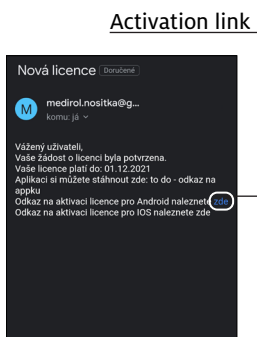 Activation link
Nová licence Doručené
M
medirol.nositka@g...
komu: já
Vážený uživateli,
Vaše žádost o licenci byla potvrzena.
Vaše licence platí do: 01.12.2021
Aplikaci si můžete stáhnout zde: to do - odkaz na
appku
Odkaz na aktivaci licence pro Android naleznete zde
Odkaz na aktivaci licence pro IOS naleznete zde